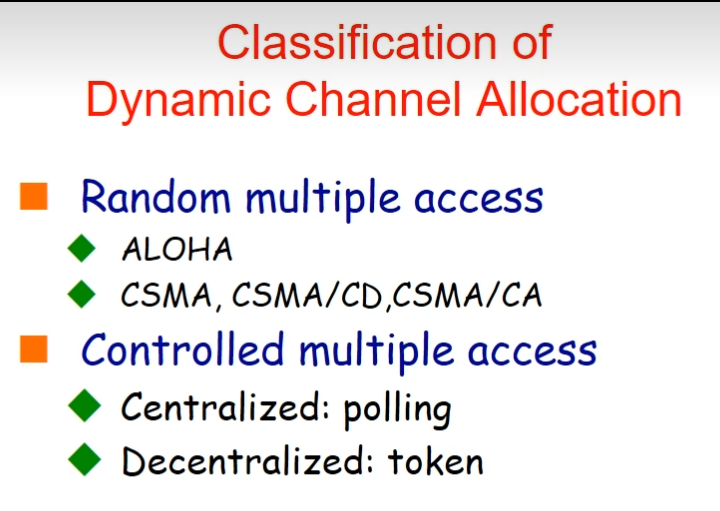 Classification of
Dynamic Channel Allocation
Random multiple access
ALOHA
CSMA, CSMA/CD,CSMA/CA
Controlled multiple access
Centralized: polling
Decentralized: token